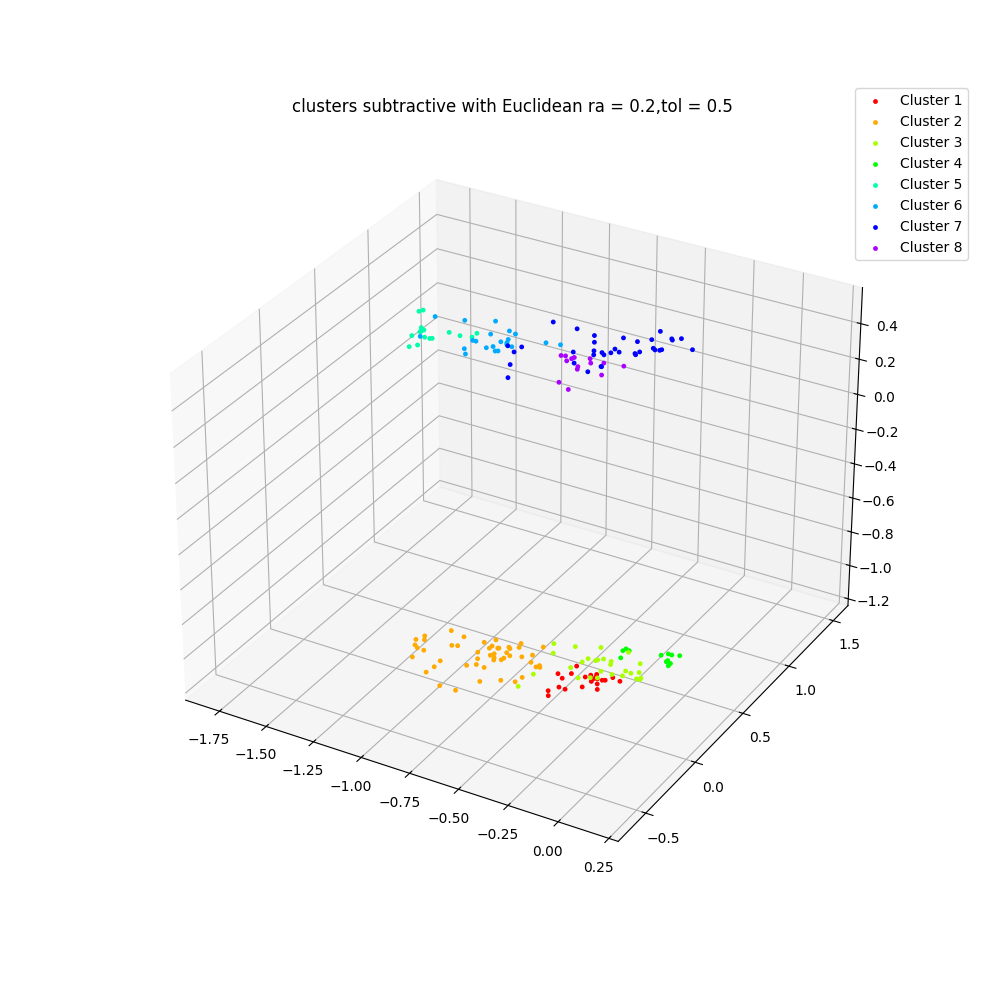 clusters subtractive with Euclidean ra = 0.2,tol = 0.5
Cluster 1
Cluster 2
Cluster 3
Cluster 4
Cluster 5
Cluster 6
Cluster 7
Cluster 8
0.4
0.2
0.0
−0.2
−0.4
−0.6
−0.8
−1.0
−1.2
1.5
1.0
0.5
0.0
−0.5
−1.75
−1.50
−1.25
−1.00
−0.75
−0.50
−0.25
0.00
0.25